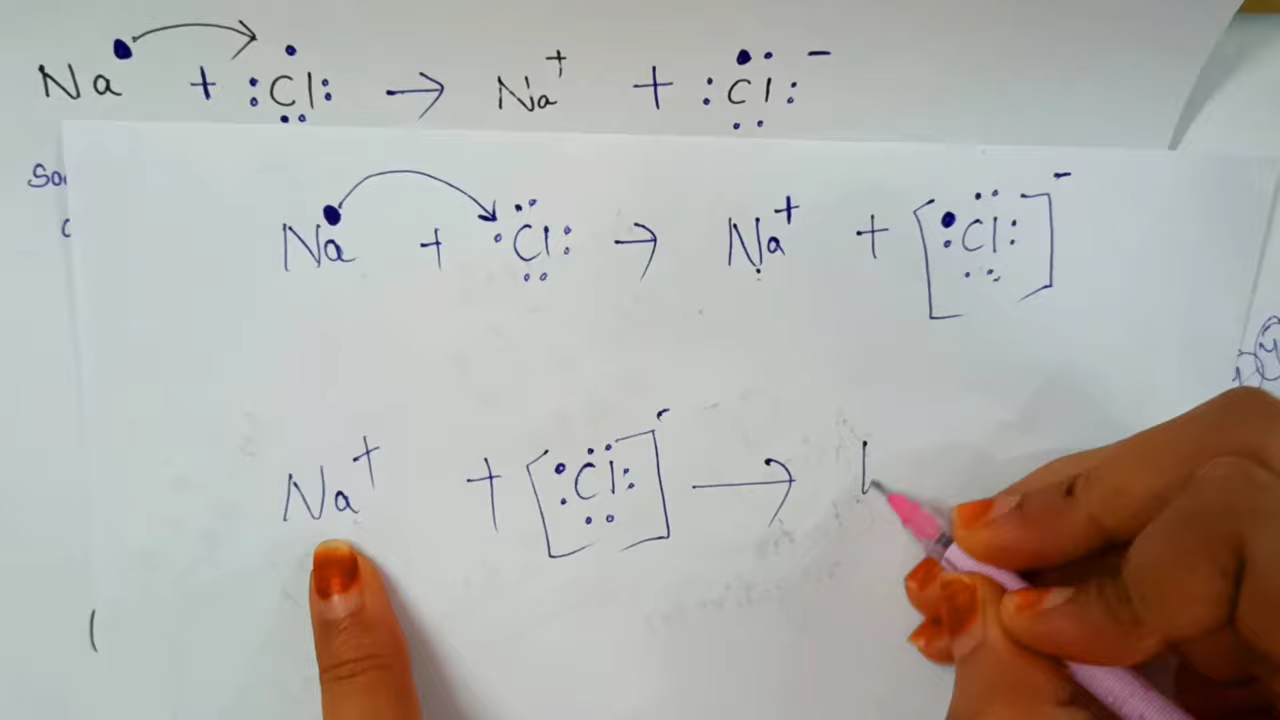 Na + Cl → Na⁺ + Cl⁻
Na + Cl → Na⁺ + [Cl]⁻
Na⁺ + [Cl]⁻ →